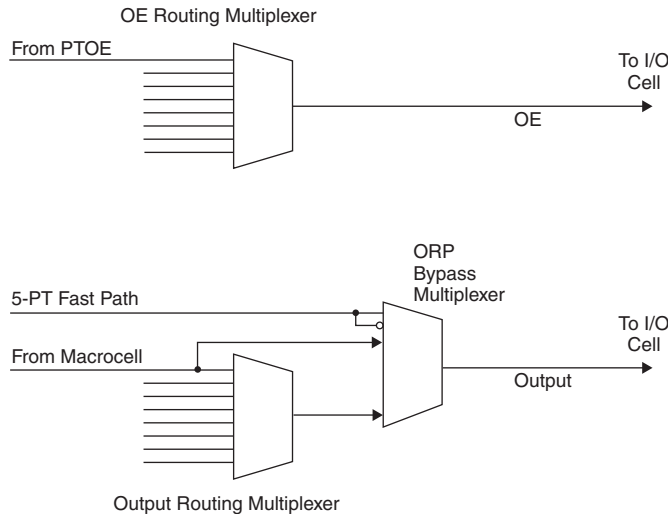 OE Routing Multiplexer
From PTOE
To I/O
Cell
OE
ORP
Bypass
Multiplexer
5-PT Fast Path
To I/O
Cell
From Macrocell
Output
Output Routing Multiplexer